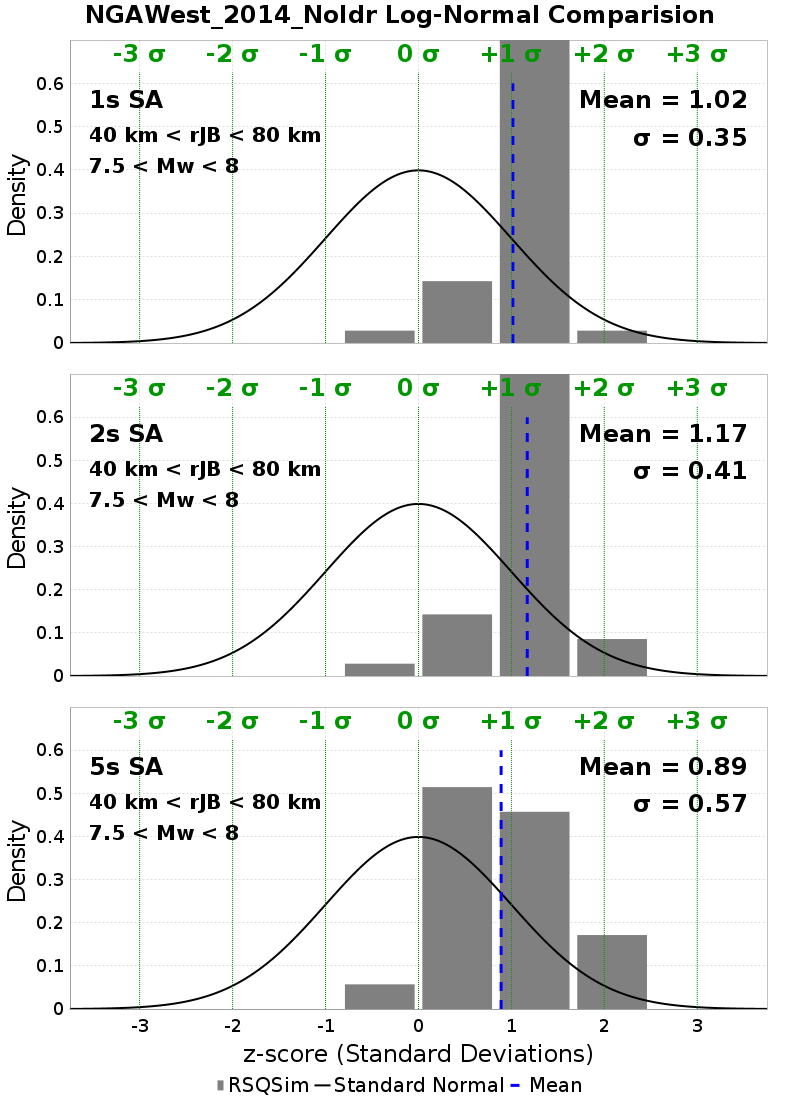 NGAWest_2014_NoIdr Log-Normal Comparision
-3 σ -2 σ -1 σ 0 σ +1 σ +2 σ +3 σ
1s SA
Mean = 1.02
40 km < rJB < 80 km
σ = 0.35
7.5 < Mw < 8
0.6
0.5
0.4
0.3
0.2
0.1
0
Density
-3 σ -2 σ -1 σ 0 σ +1 σ +2 σ +3 σ
2s SA
Mean = 1.17
40 km < rJB < 80 km
σ = 0.41
7.5 < Mw < 8
0.6
0.5
0.4
0.3
0.2
0.1
0
Density
-3 σ -2 σ -1 σ 0 σ +1 σ +2 σ +3 σ
5s SA
Mean = 0.89
40 km < rJB < 80 km
σ = 0.57
7.5 < Mw < 8
0.6
0.5
0.4
0.3
0.2
0.1
0
Density
-3 -2 -1 0 1 2 3
z-score (Standard Deviations)
RSQSim Standard Normal Mean